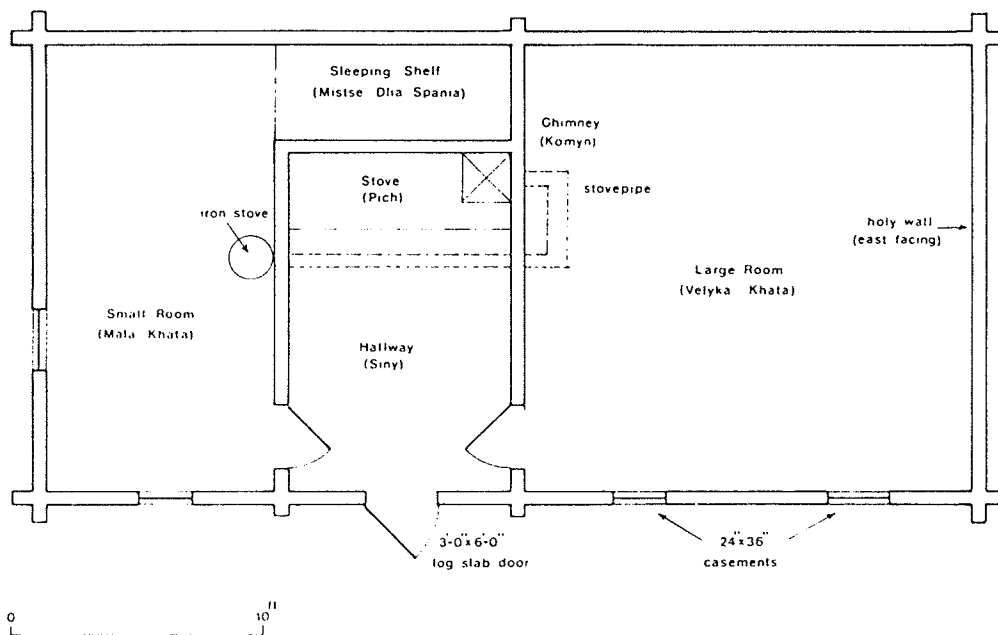 Sleeping Shelf
(Mistse Dlia Spania)
Chimney
(Komyn)
Stove
(Pich)
stovepipe
iron stove
holy wall
(east facing)
Large Room
(Velyka Khata)
Small Room
(Mala Khata)
Hallway
(Siny)
3'-0"x6'-0"
log slab door
24"x36"
casements
0 10 ft